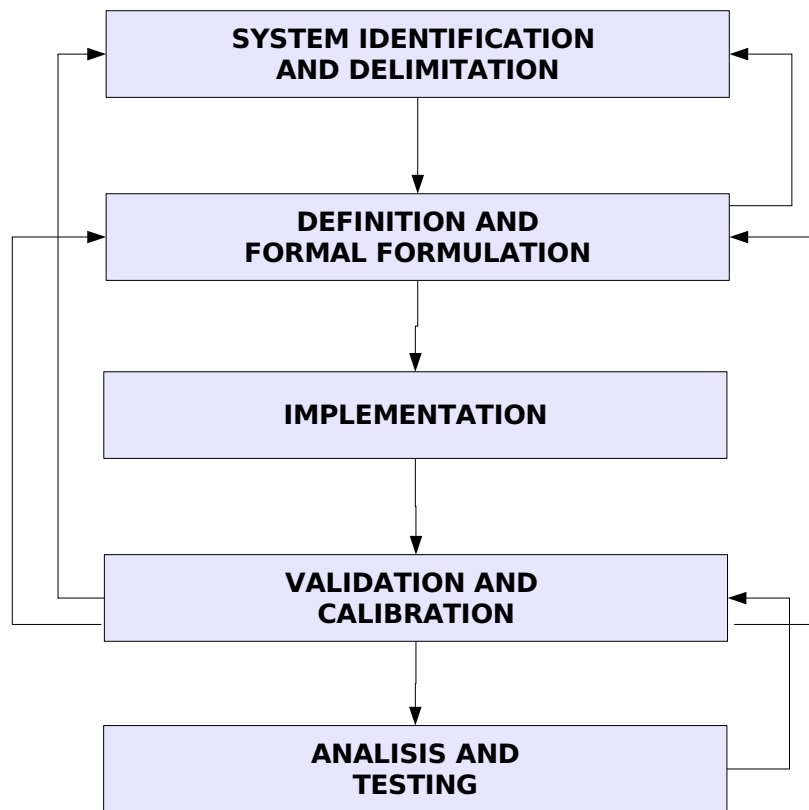 SYSTEM IDENTIFICATION
AND DELIMITATION
DEFINITION AND
FORMAL FORMULATION
IMPLEMENTATION
VALIDATION AND
CALIBRATION
ANALISIS AND
TESTING